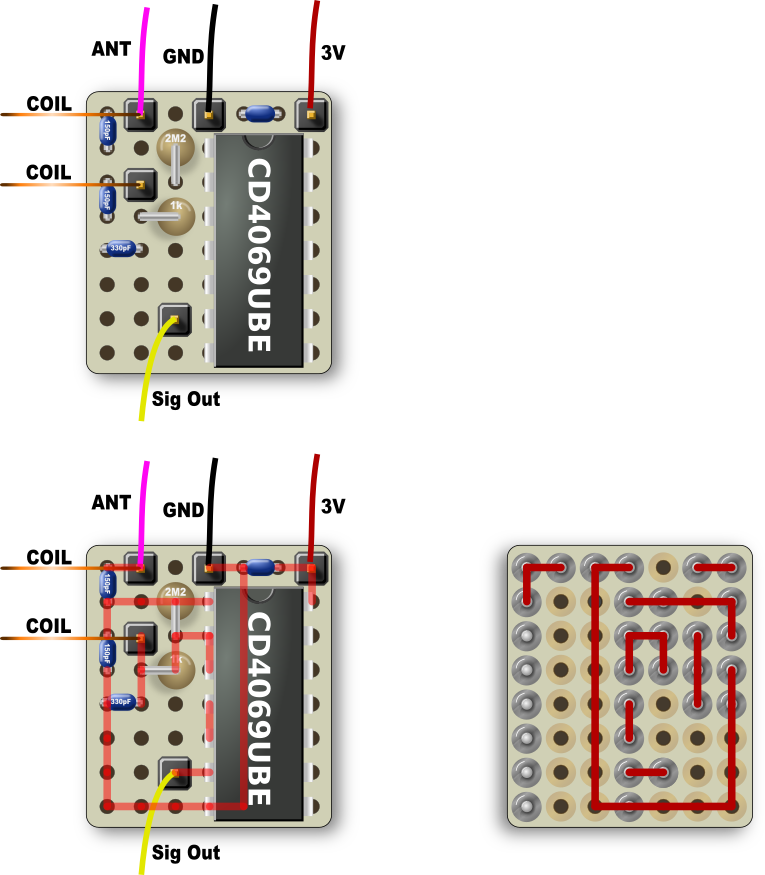 ANT
GND
3V
COIL
150pF
2M2
COIL
150pF
1k
330pF
CD4069UBE
Sig Out
ANT
GND
3V
COIL
150pF
2M2
COIL
150pF
1k
330pF
CD4069UBE
Sig Out